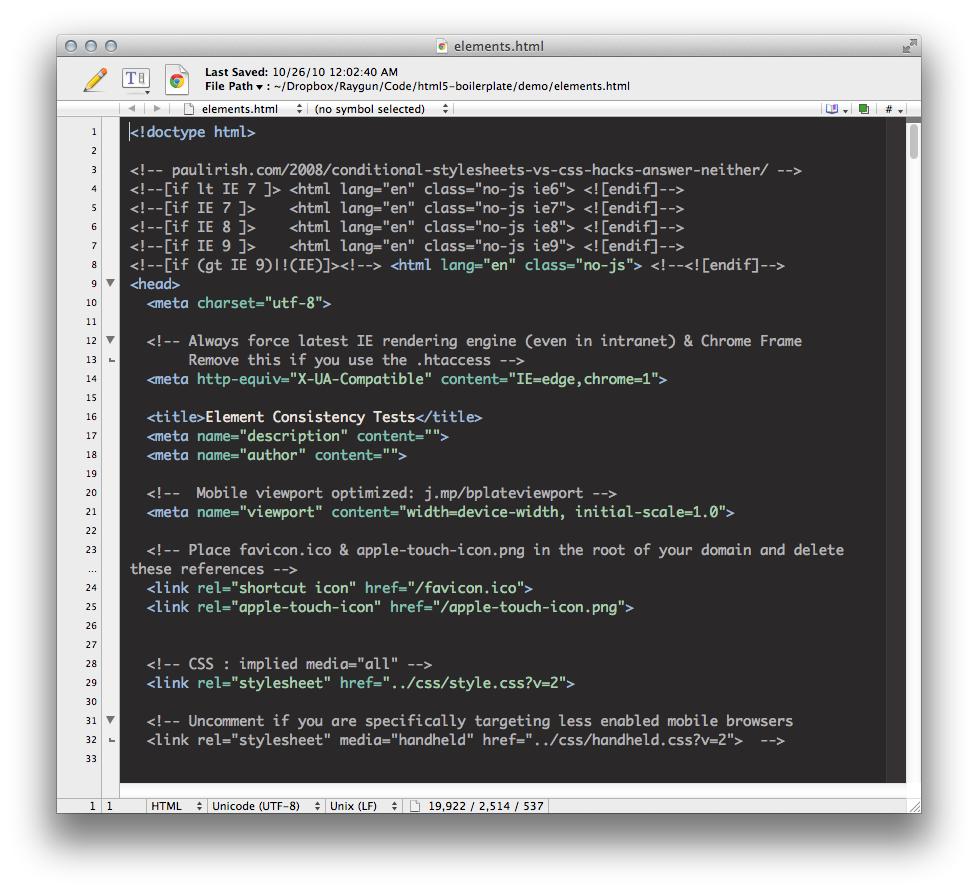 elements.html
Last Saved: 10/26/10 12:02:40 AM
File Path ▾ : ~/Dropbox/Raygun/Code/html5-boilerplate/demo/elements.html
elements.html (no symbol selected) #
1 <!doctype html>
2
3 <!-- paulirish.com/2008/conditional-stylesheets-vs-css-hacks-answer-neither/ -->
4 <!--[if lt IE 7 ]> <html lang="en" class="no-js ie6"> <![endif]-->
5 <!--[if IE 7 ]>    <html lang="en" class="no-js ie7"> <![endif]-->
6 <!--[if IE 8 ]>    <html lang="en" class="no-js ie8"> <![endif]-->
7 <!--[if IE 9 ]>    <html lang="en" class="no-js ie9"> <![endif]-->
8 <!--[if (gt IE 9)|!(IE)]><!--> <html lang="en" class="no-js"> <!--<![endif]-->
9 <head>
10   <meta charset="utf-8">
11
12   <!-- Always force latest IE rendering engine (even in intranet) & Chrome Frame
13        Remove this if you use the .htaccess -->
14   <meta http-equiv="X-UA-Compatible" content="IE=edge,chrome=1">
15
16   <title>Element Consistency Tests</title>
17   <meta name="description" content="">
18   <meta name="author" content="">
19
20   <!--  Mobile viewport optimized: j.mp/bplateviewport -->
21   <meta name="viewport" content="width=device-width, initial-scale=1.0">
22
23   <!-- Place favicon.ico & apple-touch-icon.png in the root of your domain and delete
... these references -->
24   <link rel="shortcut icon" href="/favicon.ico">
25   <link rel="apple-touch-icon" href="/apple-touch-icon.png">
26
27
28   <!-- CSS : implied media="all" -->
29   <link rel="stylesheet" href="../css/style.css?v=2">
30
31   <!-- Uncomment if you are specifically targeting less enabled mobile browsers
32   <link rel="stylesheet" media="handheld" href="../css/handheld.css?v=2">  -->
33
1 1 HTML Unicode (UTF-8) Unix (LF) 19,922 / 2,514 / 537